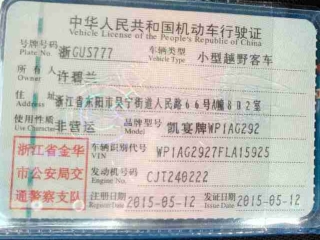 中华人民共和国机动车行驶证
Vehicle License of the People's Republic of China
号牌号码 浙GUS777 车辆类型 小型越野客车
Plate No. Vehicle Type
所有人 许碧兰
Owner
住址 浙江省东阳市吴宁街道人民路66号A幢802室
Address
使用性质 非营运 品牌型号 凯宴牌WP1AG292
Use Character Model
浙江省金华 车辆识别代号 WP1AG2927FLA15925
VIN
市公安局交 发动机号码 CJT240222
Engine No.
通警察支队 注册日期 2015-05-12 发证日期 2015-05-12
Register Date Issue Date